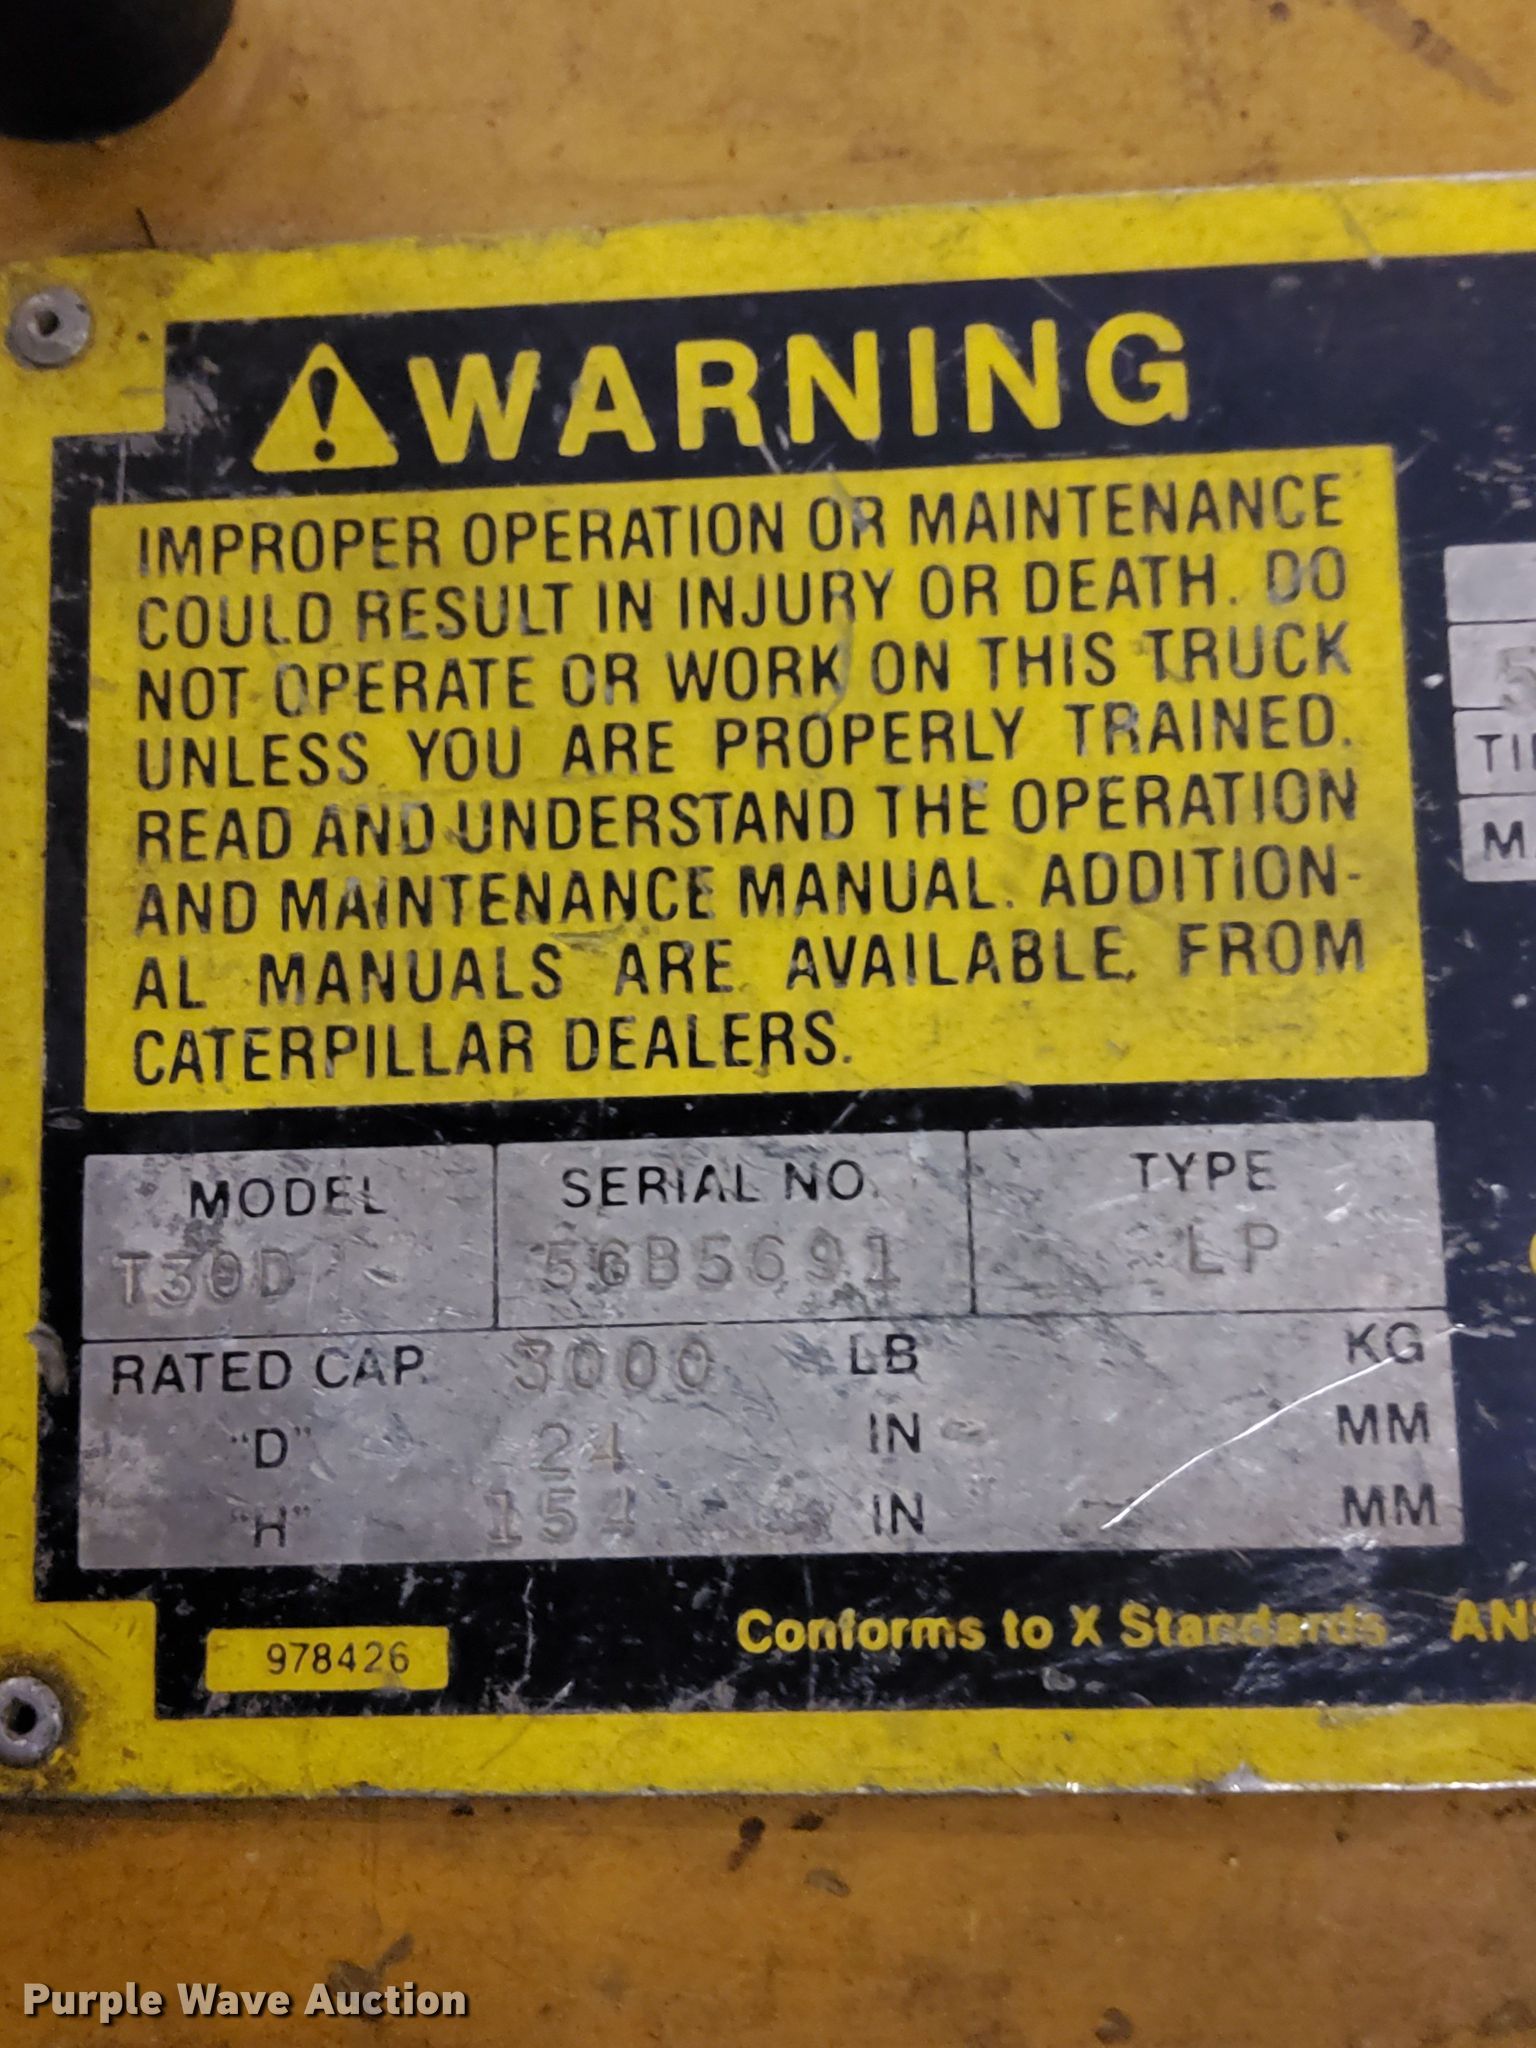 WARNING
IMPROPER OPERATION OR MAINTENANCE
COULD RESULT IN INJURY OR DEATH. DO
NOT OPERATE OR WORK ON THIS TRUCK
UNLESS YOU ARE PROPERLY TRAINED.
READ AND UNDERSTAND THE OPERATION
AND MAINTENANCE MANUAL. ADDITION-
AL MANUALS ARE AVAILABLE FROM
CATERPILLAR DEALERS.
MODEL SERIAL NO. TYPE
T30D 5GB5691 LP
RATED CAP. 3000 LB KG
"D" 24 IN MM
"H" 154 IN MM
Conforms to X Standards
978426
Purple Wave Auction